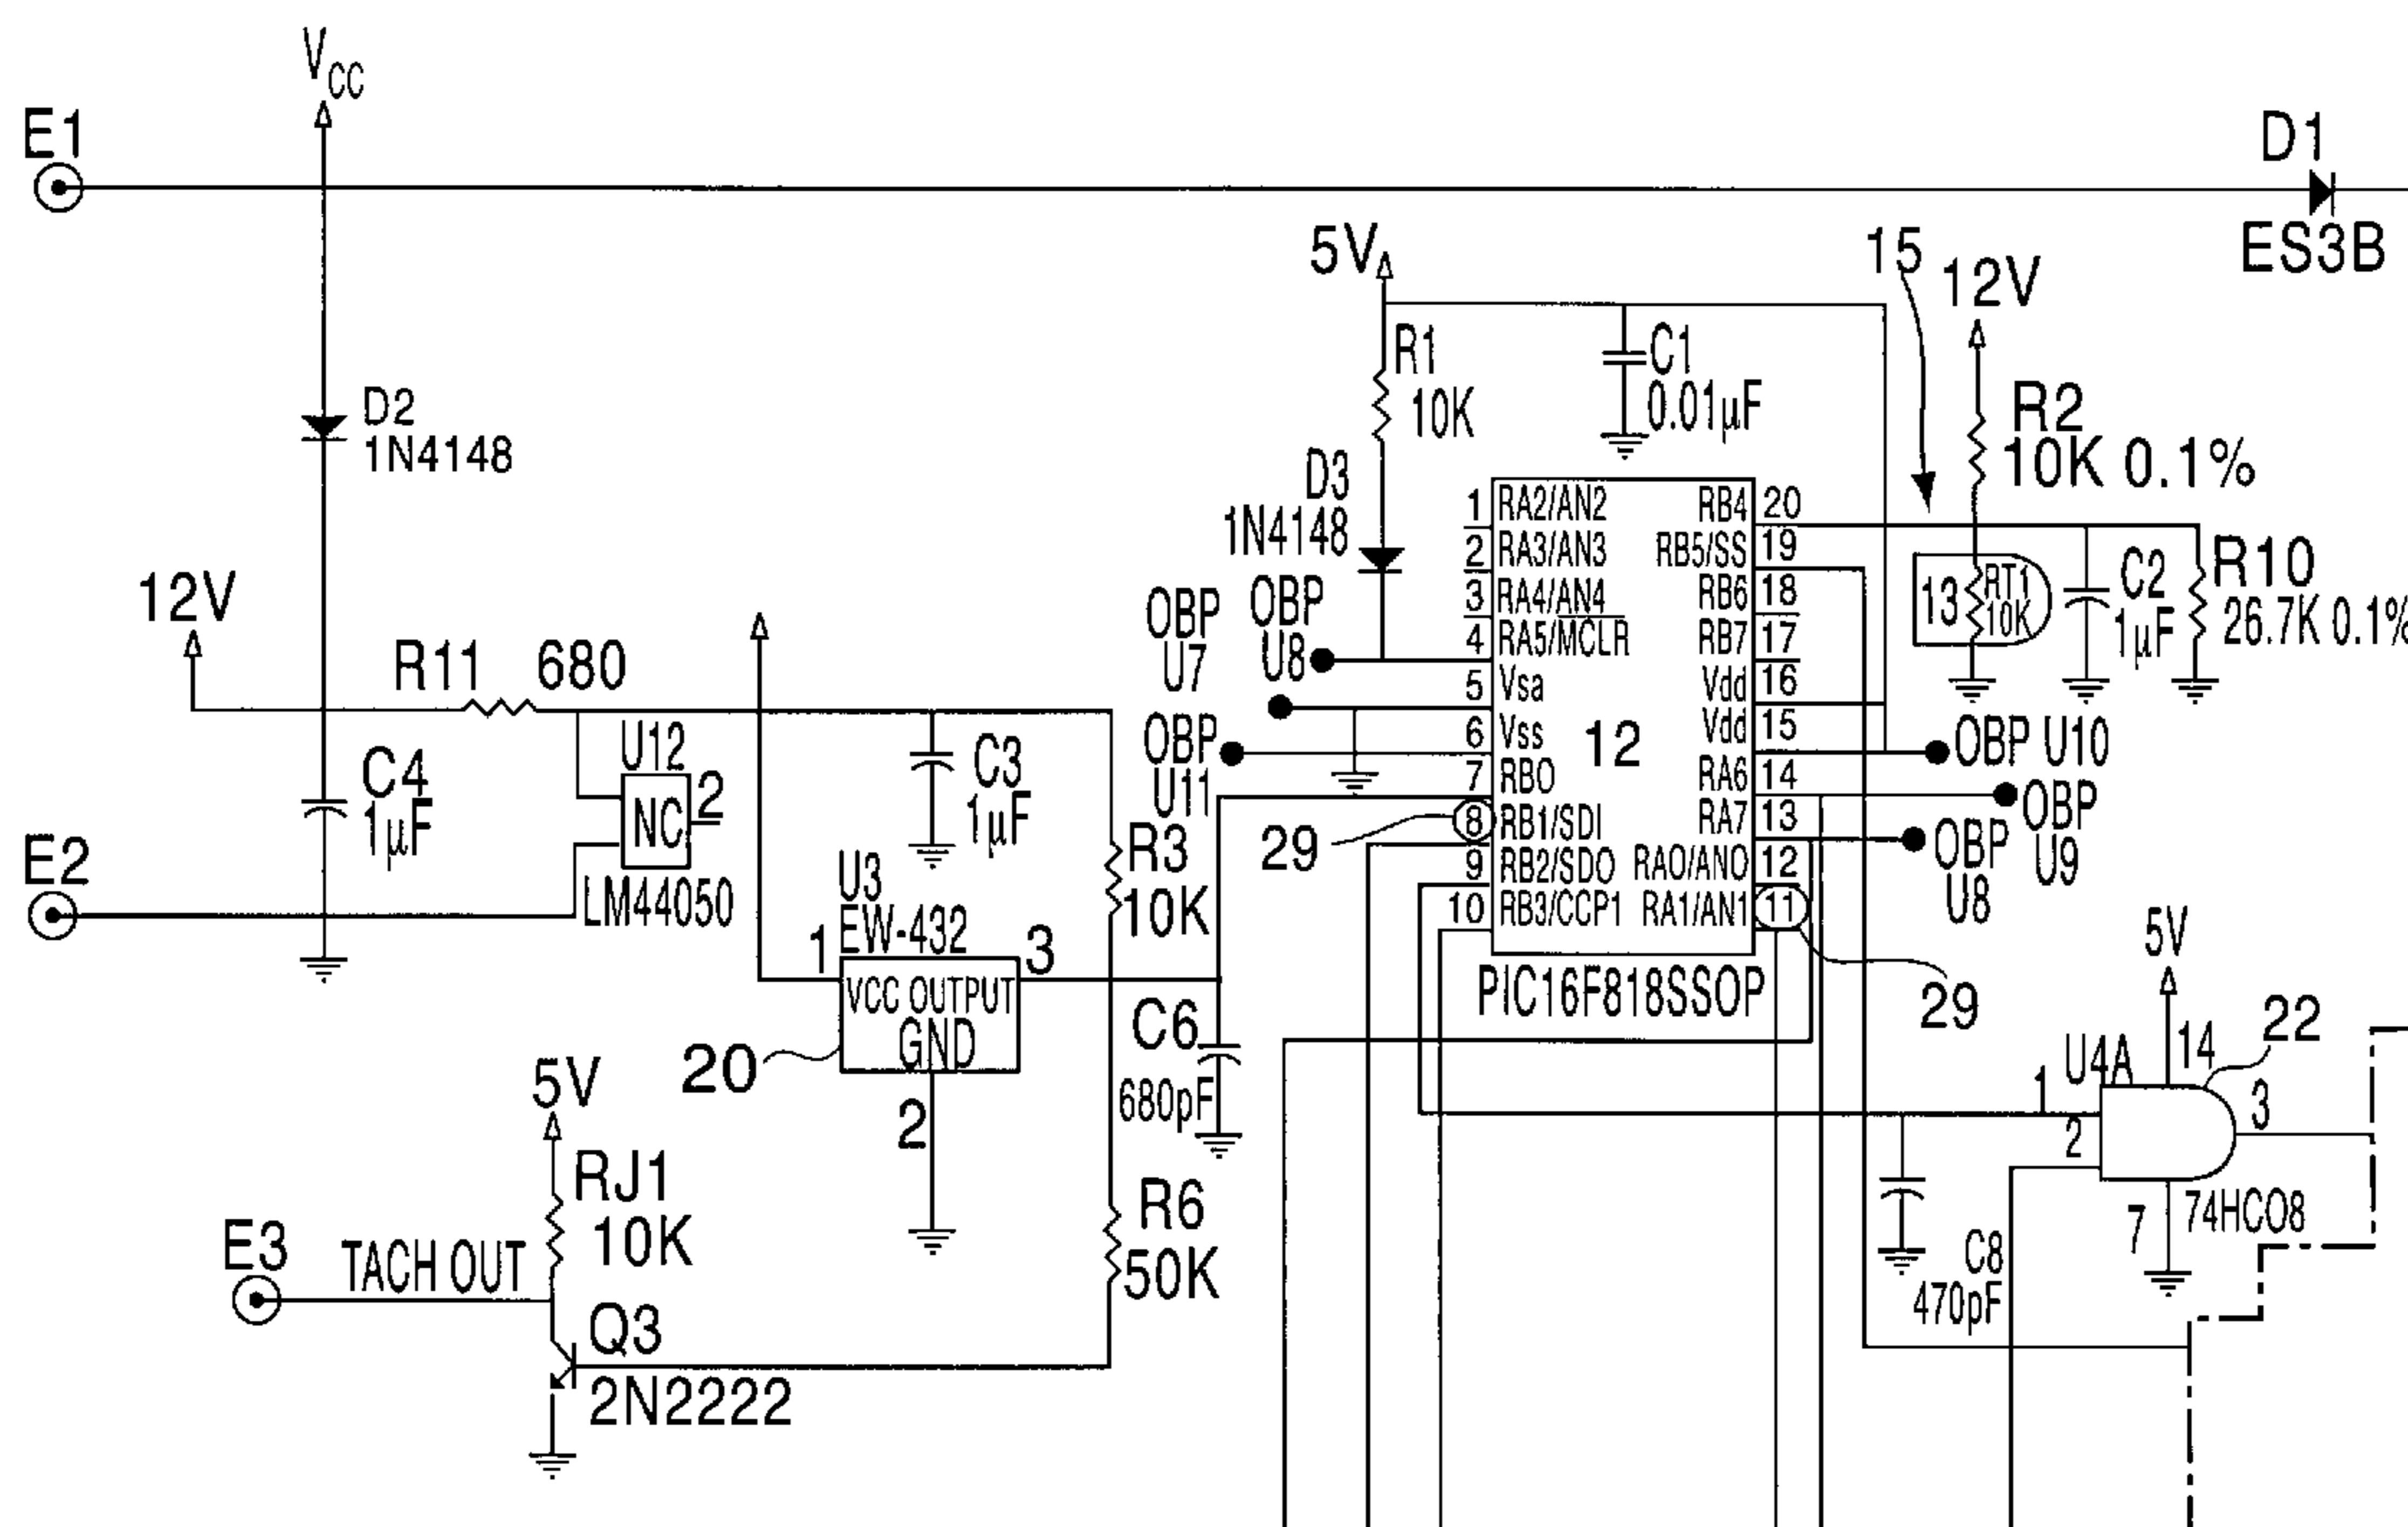 VCC
E1
D1
ES3B
5V
15
12V
R1
10K
C1
0.01µF
R2
10K 0.1%
D2
1N4148
D3
1N4148
12V
R11 680
U12
NC
2
LM44050
C4
1µF
C3
1µF
E2
OBP
U7
OBP
U8
OBP
U11
1 RA2/AN2 RB4 20
2 RA3/AN3 RB5/SS 19
3 RA4/AN4 RB6 18
4 RA5/MCLR RB7 17
5 Vsa Vdd 16
6 Vss Vdd 15
7 RBO RA6 14
8 RB1/SDI RA7 13
9 RB2/SDO RAO/ANO 12
10 RB3/CCP1 RA1/AN1 11
12
PIC16F818SSOP
29
29
13
RT1
10K
C2
1µF
R10
26.7K 0.1%
OBP U10
OBP
U9
OBP
U8
R3
10K
U3
EW-432
1
VCC OUTPUT
GND
3
2
20
C6
680pF
5V
RJ1
10K
E3
TACH OUT
Q3
2N2222
R6
50K
5V
U4A
14
22
1
2
3
7
74HCO8
C8
470pF